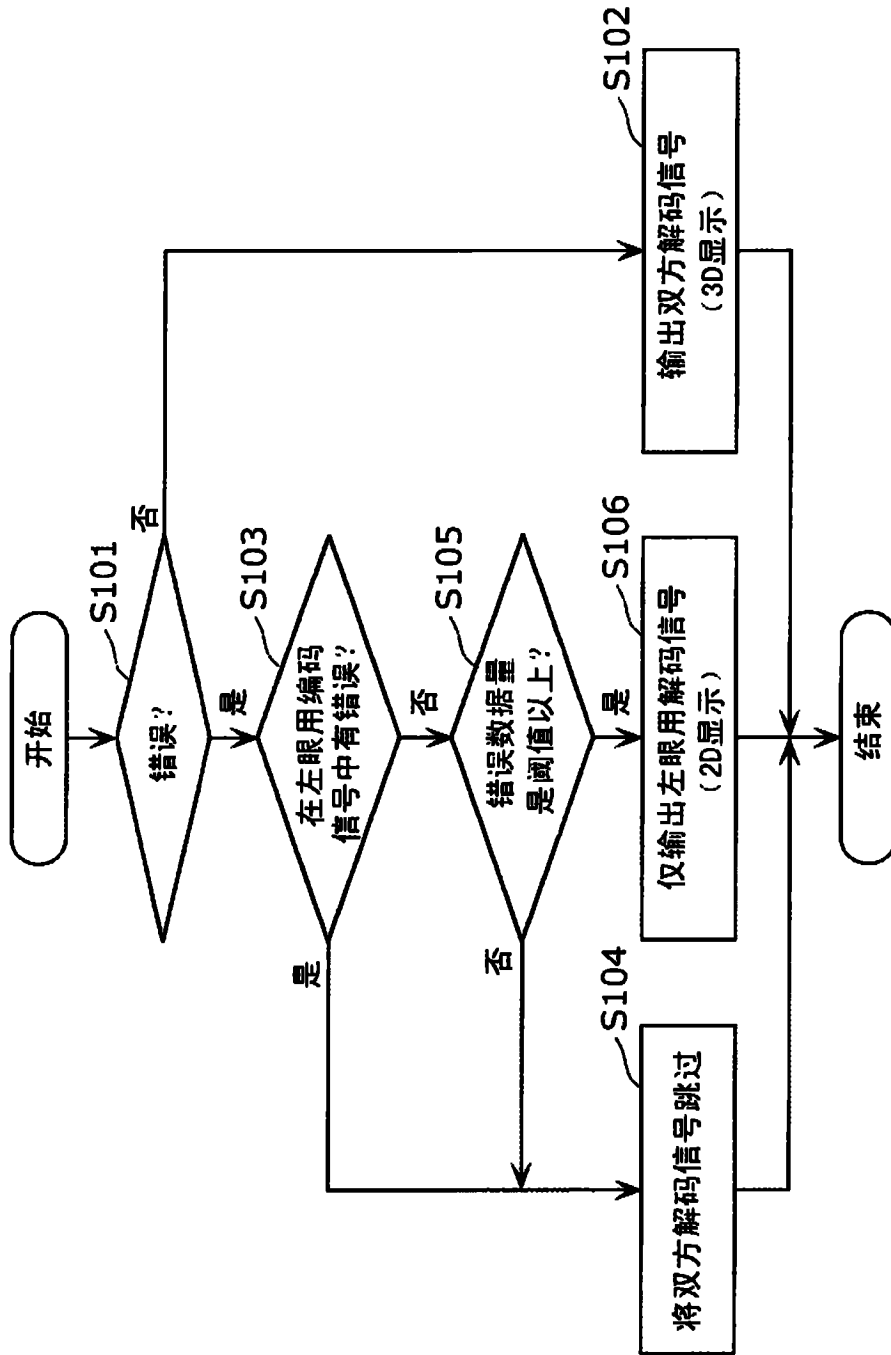 开始
S101
错误?
否
是
S103
在左眼用编码
信号中有错误?
是
否
S105
错误数据量
是阈值以上?
否
是
S104
将双方解码信号跳过
S106
仅输出左眼用解码信号
(2D显示)
S102
输出双方解码信号
(3D显示)
结束